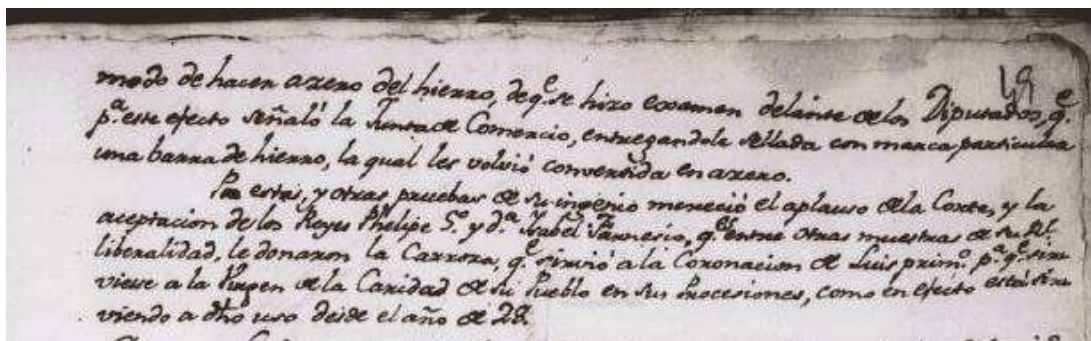 49
modo de hacer azero del hierro, de q.e se hizo examen delante de los Diputados, q.e
p.a este efecto señaló la Junta de Comercio, entregandole sellada con marca particular
una barra de hierro, la qual les volvió convertida en azero.
Por estas, y otras pruebas de su ingenio mereció el aplauso de la Corte, y la
aceptacion de los Reyes Phelipe 5.o y d.a Ysabel Farnesio, q.es entre otras muestras de su Rl.
liberalidad, le donaron la Carroza, q.e sirvió a la Coronacion de Luis prim.o p.a q.e sir
viese a la Virgen de la Caridad de su Pueblo en sus Procesiones, como en efecto está sir
viendo a dho uso desde el año de 28.